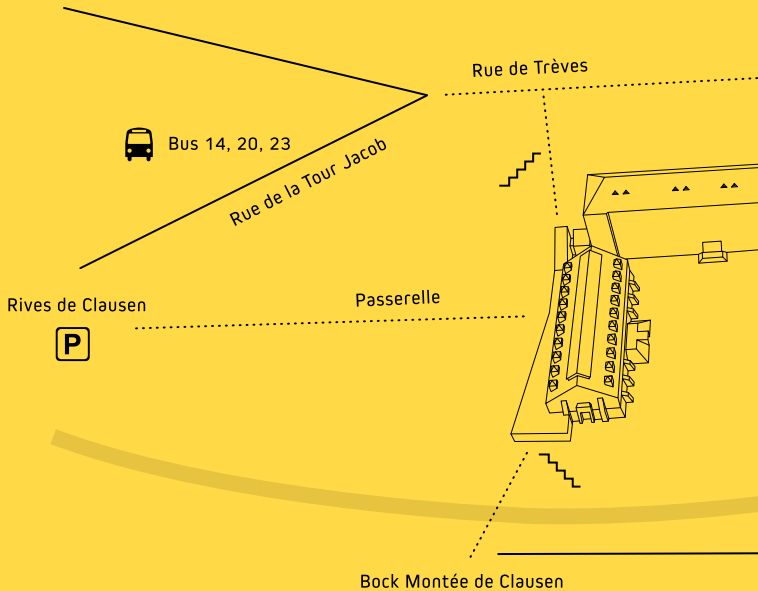 Rue de Trèves
Bus 14, 20, 23
Rue de la Tour Jacob
Rives de Clausen
Passerelle
P
Bock Montée de Clausen